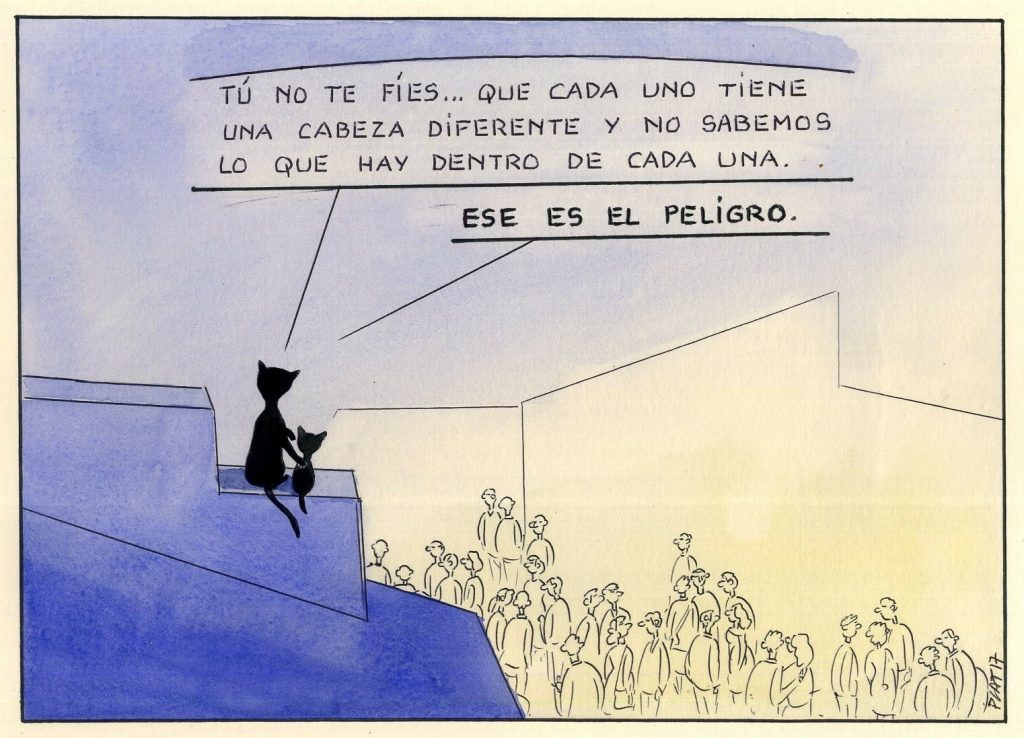 TÚ NO TE FÍES... QUE CADA UNO TIENE
UNA CABEZA DIFERENTE Y NO SABEMOS
LO QUE HAY DENTRO DE CADA UNA.
ESE ES EL PELIGRO.